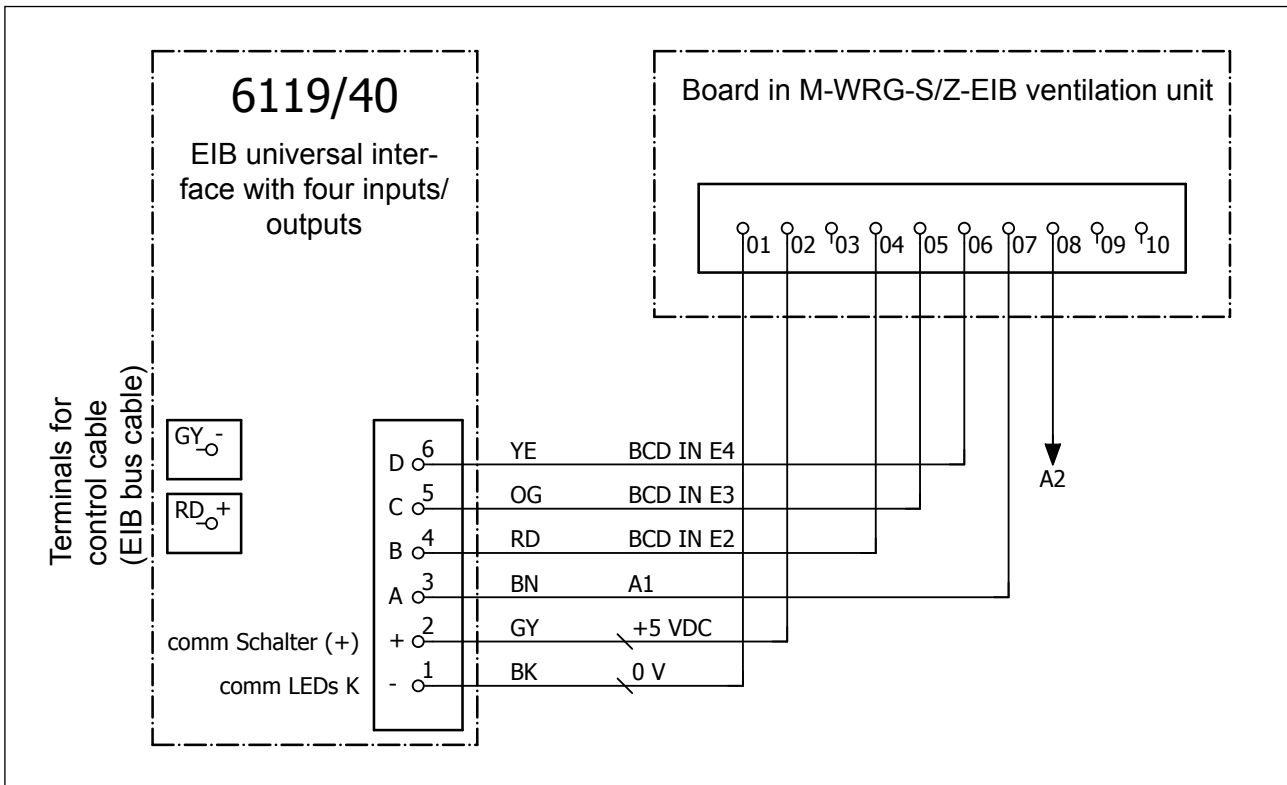 6119/40
EIB universal inter-
face with four inputs/
outputs
Board in M-WRG-S/Z-EIB ventilation unit
01 02 03 04 05 06 07 08 09 10
A2
Terminals for
control cable
(EIB bus cable)
GY -
RD +
D 6 YE BCD IN E4
C 5 OG BCD IN E3
B 4 RD BCD IN E2
A 3 BN A1
comm Schalter (+) + 2 GY +5 VDC
comm LEDs K - 1 BK 0 V